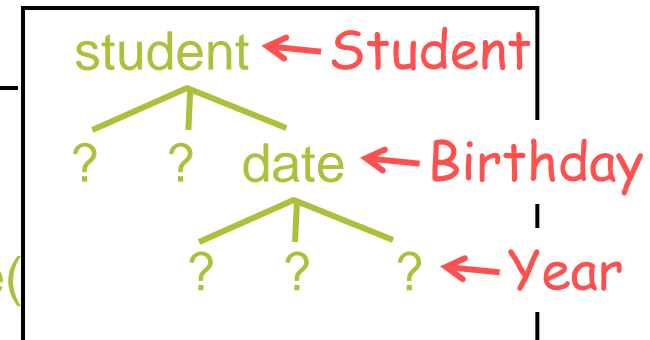 student Student
? ? date Birthday
e( ? ? ? Year